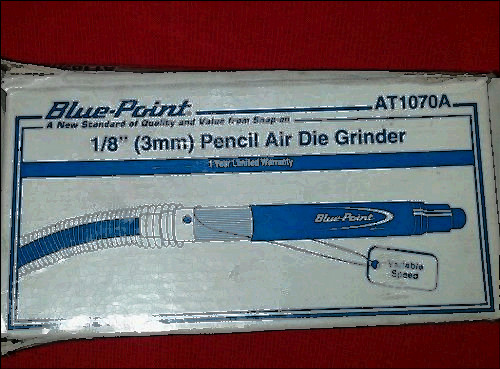 Blue-Point
AT1070A
A New Standard of Quality and Value from Snap-on
1/8" (3mm) Pencil Air Die Grinder
1 Year Limited Warranty
Blue-Point
Variable
Speed